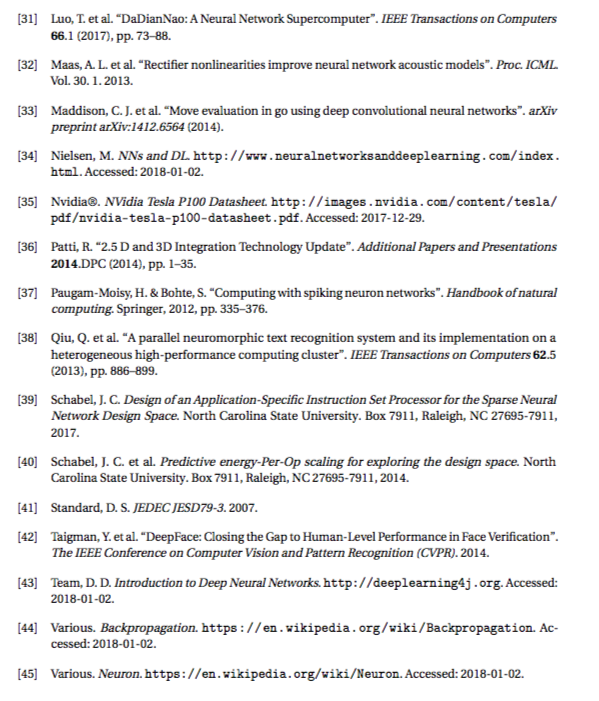 [31] Luo, T. et al. “DaDianNao: A Neural Network Supercomputer”. IEEE Transactions on Computers
66.1 (2017), pp. 73–88.
[32] Maas, A. L. et al. “Rectifier nonlinearities improve neural network acoustic models”. Proc. ICML.
Vol. 30. 1. 2013.
[33] Maddison, C. J. et al. “Move evaluation in go using deep convolutional neural networks”. arXiv
preprint arXiv:1412.6564 (2014).
[34] Nielsen, M. NNs and DL. http://www.neuralnetworksanddeeplearning.com/index.
html. Accessed: 2018-01-02.
[35] Nvidia®. NVidia Tesla P100 Datasheet. http://images.nvidia.com/content/tesla/
pdf/nvidia-tesla-p100-datasheet.pdf. Accessed: 2017-12-29.
[36] Patti, R. “2.5 D and 3D Integration Technology Update”. Additional Papers and Presentations
2014.DPC (2014), pp. 1–35.
[37] Paugam-Moisy, H. & Bohte, S. “Computing with spiking neuron networks”. Handbook of natural
computing. Springer, 2012, pp. 335–376.
[38] Qiu, Q. et al. “A parallel neuromorphic text recognition system and its implementation on a
heterogeneous high-performance computing cluster”. IEEE Transactions on Computers 62.5
(2013), pp. 886–899.
[39] Schabel, J. C. Design of an Application-Specific Instruction Set Processor for the Sparse Neural
Network Design Space. North Carolina State University. Box 7911, Raleigh, NC 27695-7911,
2017.
[40] Schabel, J. C. et al. Predictive energy-Per-Op scaling for exploring the design space. North
Carolina State University. Box 7911, Raleigh, NC 27695-7911, 2014.
[41] Standard, D. S. JEDEC JESD79-3. 2007.
[42] Taigman, Y. et al. “DeepFace: Closing the Gap to Human-Level Performance in Face Verification”.
The IEEE Conference on Computer Vision and Pattern Recognition (CVPR). 2014.
[43] Team, D. D. Introduction to Deep Neural Networks. http://deeplearning4j.org. Accessed:
2018-01-02.
[44] Various. Backpropagation. https://en.wikipedia.org/wiki/Backpropagation. Ac-
cessed: 2018-01-02.
[45] Various. Neuron. https://en.wikipedia.org/wiki/Neuron. Accessed: 2018-01-02.